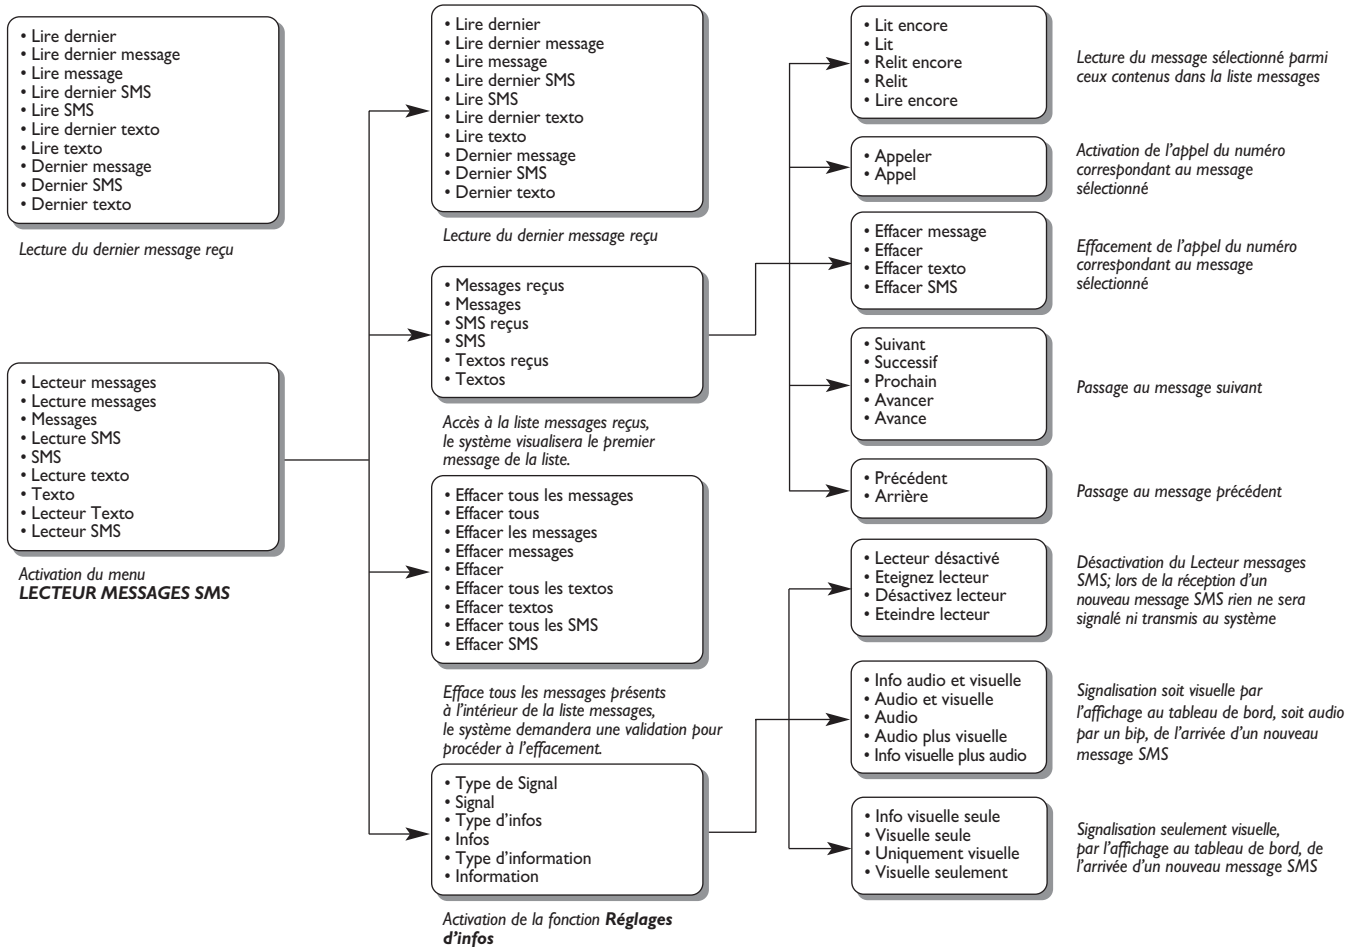 • Lire dernier
• Lire dernier message
• Lire message
• Lire dernier SMS
• Lire SMS
• Lire dernier texto
• Lire texto
• Dernier message
• Dernier SMS
• Dernier texto
Lecture du dernier message reçu
• Lecteur messages
• Lecture messages
• Messages
• Lecture SMS
• SMS
• Lecture texto
• Texto
• Lecteur Texto
• Lecteur SMS
Activation du menu
LECTEUR MESSAGES SMS
• Lire dernier
• Lire dernier message
• Lire message
• Lire dernier SMS
• Lire SMS
• Lire dernier texto
• Lire texto
• Dernier message
• Dernier SMS
• Dernier texto
Lecture du dernier message reçu
• Messages reçus
• Messages
• SMS reçus
• SMS
• Textos reçus
• Textos
Accès à la liste messages reçus,
le système visualisera le premier
message de la liste.
• Effacer tous les messages
• Effacer tous
• Effacer les messages
• Effacer messages
• Effacer
• Effacer tous les textos
• Effacer textos
• Effacer tous les SMS
• Effacer SMS
Efface tous les messages présents
à l’intérieur de la liste messages,
le système demandera une validation pour
procéder à l’effacement.
• Type de Signal
• Signal
• Type d’infos
• Infos
• Type d’information
• Information
Activation de la fonction Réglages
d’infos
• Lit encore
• Lit
• Relit encore
• Relit
• Lire encore
Lecture du message sélectionné parmi
ceux contenus dans la liste messages
• Appeler
• Appel
Activation de l’appel du numéro
correspondant au message
sélectionné
• Effacer message
• Effacer
• Effacer texto
• Effacer SMS
Effacement de l’appel du numéro
correspondant au message
sélectionné
• Suivant
• Successif
• Prochain
• Avancer
• Avance
Passage au message suivant
• Précédent
• Arrière
Passage au message précédent
• Lecteur désactivé
• Eteignez lecteur
• Désactivez lecteur
• Eteindre lecteur
Désactivation du Lecteur messages
SMS; lors de la réception d’un
nouveau message SMS rien ne sera
signalé ni transmis au système
• Info audio et visuelle
• Audio et visuelle
• Audio
• Audio plus visuelle
• Info visuelle plus audio
Signalisation soit visuelle par
l’affichage au tableau de bord, soit audio
par un bip, de l’arrivée d’un nouveau
message SMS
• Info visuelle seule
• Visuelle seule
• Uniquement visuelle
• Visuelle seulement
Signalisation seulement visuelle,
par l’affichage au tableau de bord, de
l’arrivée d’un nouveau message SMS